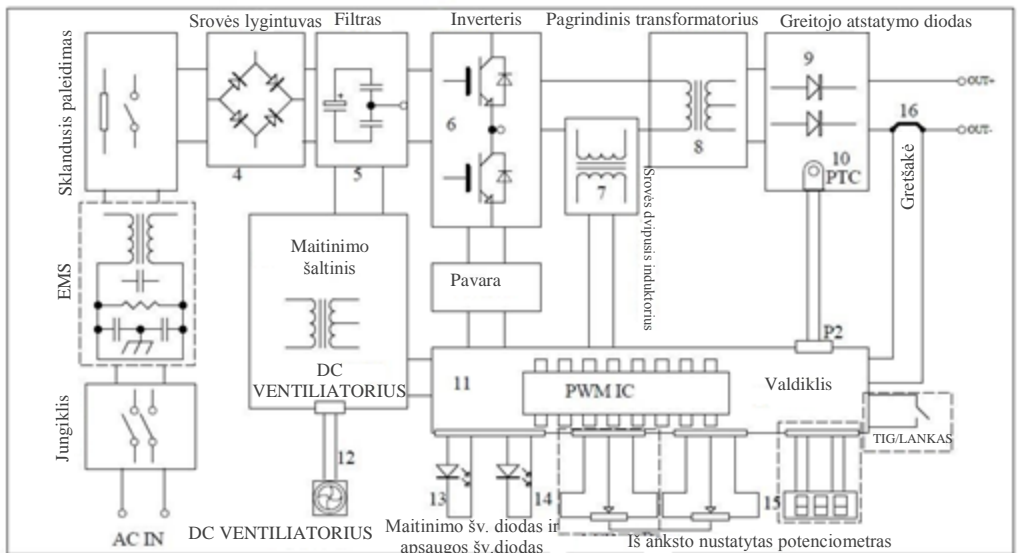 Srovės lygintuvas
Filtras
Inverteris
Pagrindinis transformatorius
Greitojo atstatymo diodas
Sklandusis paleidimas
4
5
6
7
8
9
10
PTC
16
OUT+
OUT-
Gretšakė
Srovės dvipusis induktorius
EMS
Maitinimo
šaltinis
Pavara
P2
DC
VENTILIATORIUS
11
PWM IC
Valdiklis
TIG/LANKAS
Jungiklis
12
13
14
15
AC IN
DC VENTILIATORIUS
Maitinimo šv. diodas ir
apsaugos šv.diodas
Iš anksto nustatytas potenciometras